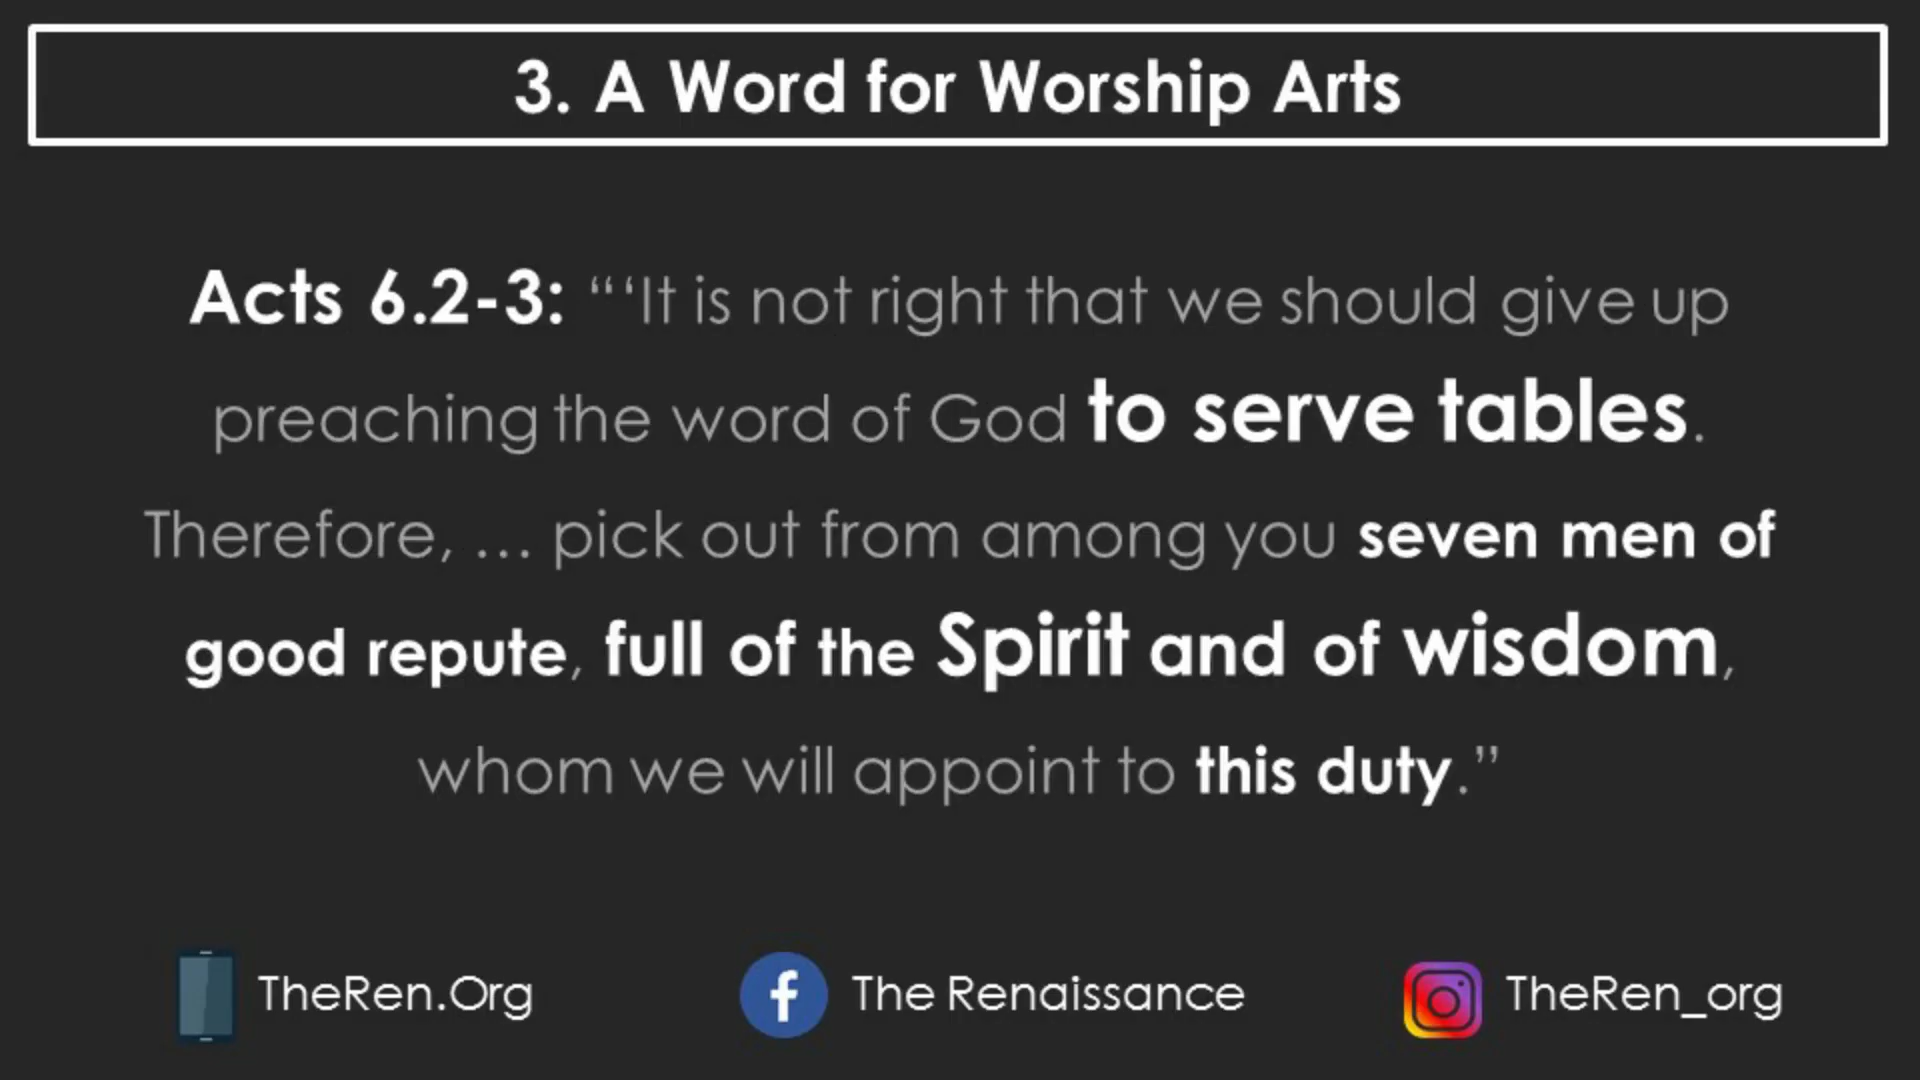 3. A Word for Worship Arts
Acts 6.2-3: “‘It is not right that we should give up
preaching the word of God to serve tables.
Therefore, … pick out from among you seven men of
good repute, full of the Spirit and of wisdom,
whom we will appoint to this duty.”
TheRen.Org
The Renaissance
TheRen_org